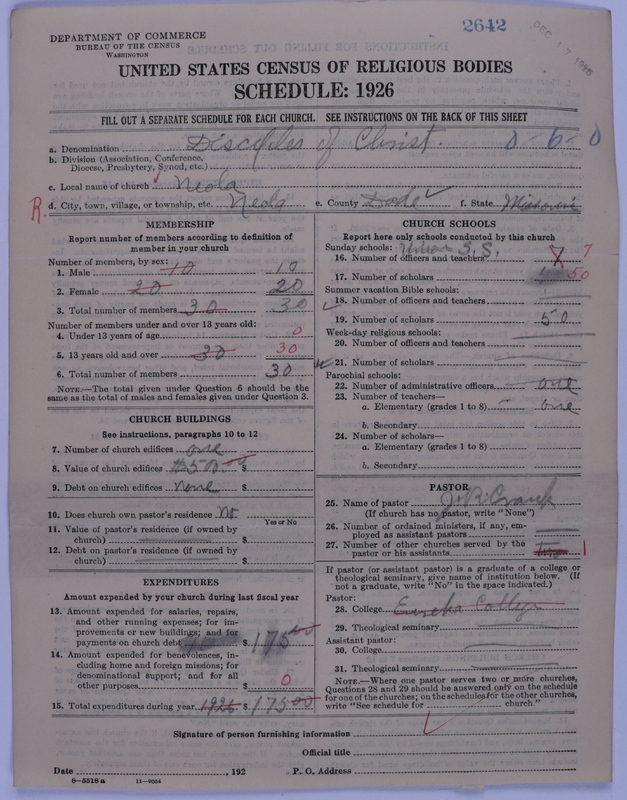 DEPARTMENT OF COMMERCE
BUREAU OF THE CENSUS
WASHINGTON
2642
DEC 17 1926
UNITED STATES CENSUS OF RELIGIOUS BODIES
SCHEDULE: 1926
FILL OUT A SEPARATE SCHEDULE FOR EACH CHURCH. SEE INSTRUCTIONS ON THE BACK OF THIS SHEET
a. Denomination Disciples of Christ. 0-6-0
b. Division (Association, Conference,
Diocese, Presbytery, Synod, etc.)
c. Local name of church Neola
R d. City, town, village, or township, etc. Neola e. County Dade f. State Missouri
MEMBERSHIP
Report number of members according to definition of
member in your church
Number of members, by sex:
1. Male 10 10
2. Female 20 20
3. Total number of members 30 30
Number of members under and over 13 years old:
4. Under 13 years of age 0
5. 13 years old and over 30 30
6. Total number of members 30
NOTE.—The total given under Question 6 should be the
same as the total of males and females given under Question 3.
CHURCH BUILDINGS
See instructions, paragraphs 10 to 12
7. Number of church edifices one
8. Value of church edifices $500 $
9. Debt on church edifices none $
10. Does church own pastor's residence No
Yes or No
11. Value of pastor's residence (if owned by
church) $
12. Debt on pastor's residence (if owned by
church) $
EXPENDITURES
Amount expended by your church during last fiscal year
13. Amount expended for salaries, repairs,
and other running expenses; for im-
provements or new buildings; and for
payments on church debt $ 175 00
14. Amount expended for benevolences, in-
cluding home and foreign missions; for
denominational support; and for all
other purposes $ 0
15. Total expenditures during year 1926 $ 175 00
CHURCH SCHOOLS
Report here only schools conducted by this church
Sunday schools: Union S.S.
16. Number of officers and teachers 7 7
17. Number of scholars 50
Summer vacation Bible schools:
18. Number of officers and teachers
19. Number of scholars 50
Week-day religious schools:
20. Number of officers and teachers
21. Number of scholars
Parochial schools:
22. Number of administrative officers one
23. Number of teachers—
a. Elementary (grades 1 to 8) one
b. Secondary
24. Number of scholars—
a. Elementary (grades 1 to 8)
b. Secondary
PASTOR
25. Name of pastor J. R. Crank
(If church has no pastor, write "None")
26. Number of ordained ministers, if any, em-
ployed as assistant pastors
27. Number of other churches served by the
pastor or his assistants two 1
If pastor (or assistant pastor) is a graduate of a college or
theological seminary, give name of institution below. (If
not a graduate, write "No" in the space indicated.)
Pastor:
28. College Eureka College
29. Theological seminary
Assistant pastor:
30. College
31. Theological seminary
NOTE.—Where one pastor serves two or more churches,
Questions 28 and 29 should be answered only on the schedule
for one of the churches; on the schedules for the other churches,
write "See schedule for church."
Signature of person furnishing information
Official title
Date , 192 P. O. Address
8—5318 a 11—9054